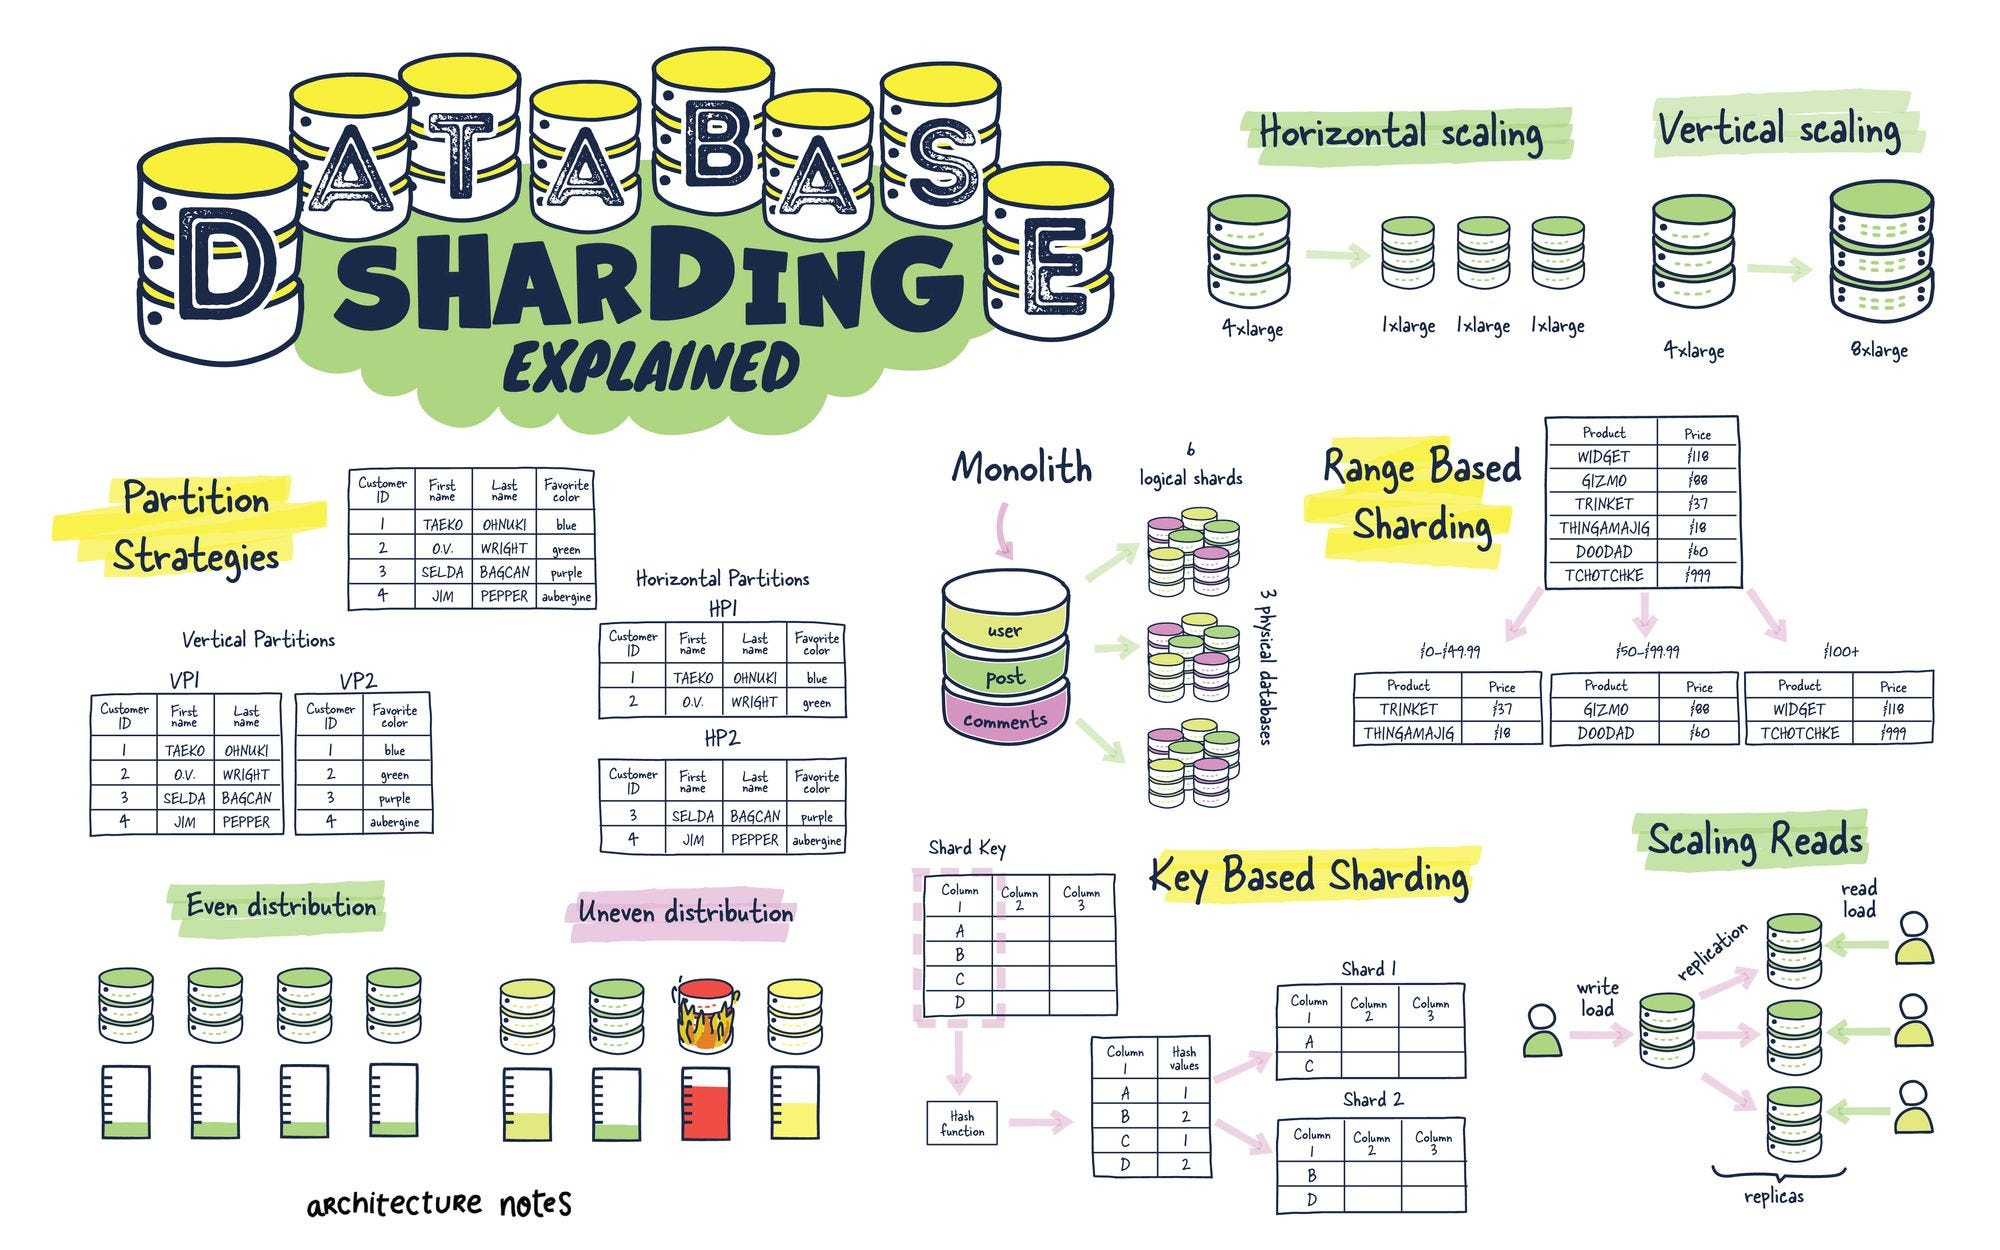 DATABASE
SHARDING
EXPLAINED
Horizontal scaling
4xlarge
1xlarge 1xlarge 1xlarge
Vertical scaling
4xlarge
8xlarge
Partition
Strategies
Customer ID First name Last name Favorite color
1 TAEKO OHNUKI blue
2 O.V. WRIGHT green
3 SELDA BAGCAN purple
4 JIM PEPPER aubergine
Vertical Partitions
VP1
Customer ID First name Last name
1 TAEKO OHNUKI
2 O.V. WRIGHT
3 SELDA BAGCAN
4 JIM PEPPER
VP2
Customer ID Favorite color
1 blue
2 green
3 purple
4 aubergine
Horizontal Partitions
HP1
Customer ID First name Last name Favorite color
1 TAEKO OHNUKI blue
2 O.V. WRIGHT green
HP2
Customer ID First name Last name Favorite color
3 SELDA BAGCAN purple
4 JIM PEPPER aubergine
Monolith
user
post
comments
6
logical shards
3 physical databases
Range Based
Sharding
Product Price
WIDGET $118
GIZMO $88
TRINKET $37
THINGAMAJIG $18
DOODAD $60
TCHOTCHKE $999
$0-$49.99
Product Price
TRINKET $37
THINGAMAJIG $18
$50-$99.99
Product Price
GIZMO $88
DOODAD $60
$100+
Product Price
WIDGET $118
TCHOTCHKE $999
Even distribution
Uneven distribution
Shard Key
Column 1 Column 2 Column 3
A
B
C
D
Key Based Sharding
Hash
function
Column 1 Hash values
A 1
B 2
C 1
D 2
Shard 1
Column 1 Column 2 Column 3
A
C
Shard 2
Column 1 Column 2 Column 3
B
D
Scaling Reads
write
load
replication
read
load
replicas
architecture notes